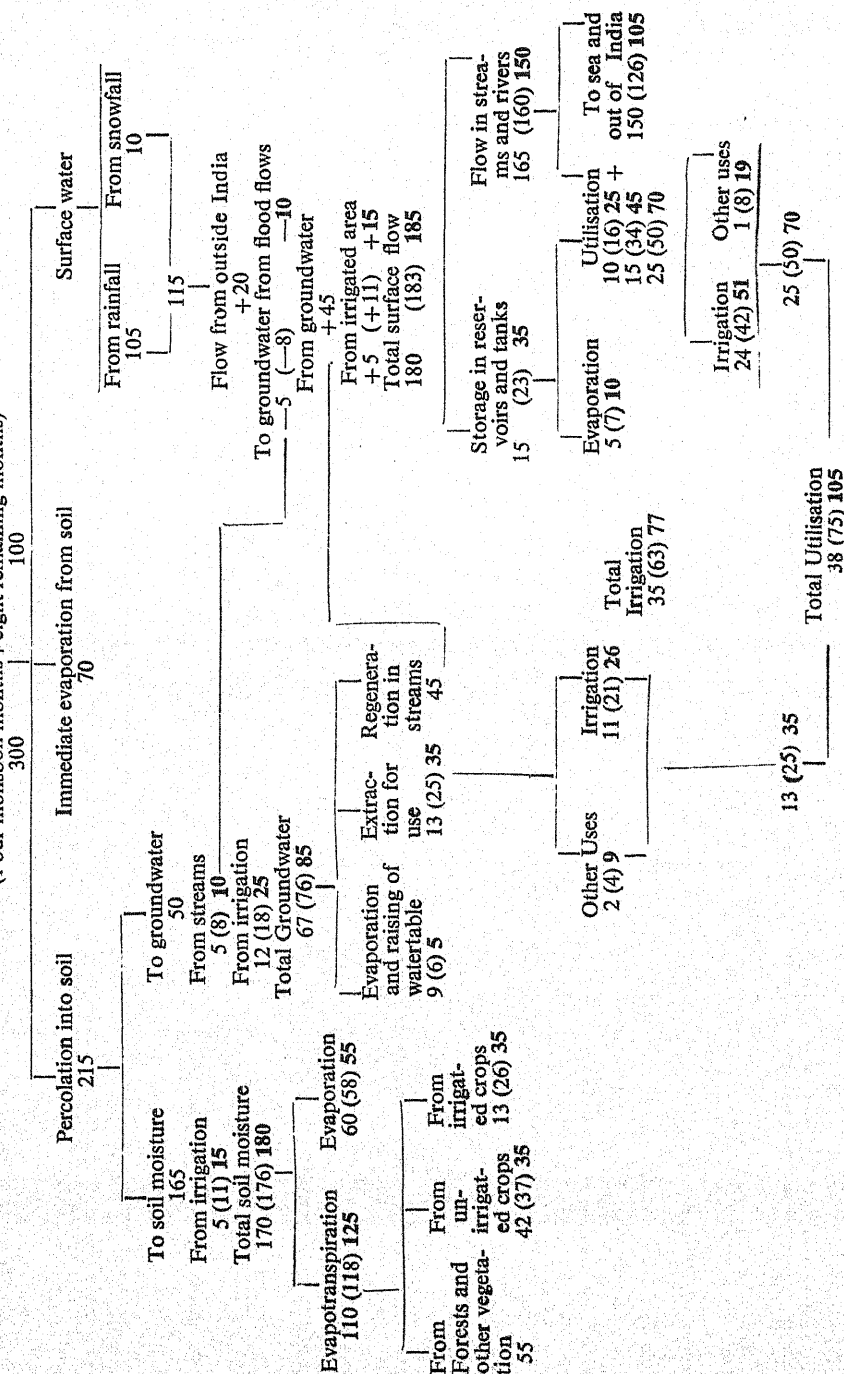 (Four monsoon months ; eight remaining months)
300 100
Percolation into soil
215
Immediate evaporation from soil
70
Surface water
From rainfall
105
From snowfall
10
115
Flow from outside India
+20
To groundwater from flood flows
—5 (—8) —10
From groundwater
+45
From irrigated area
+5 (+11) +15
Total surface flow
180 (183) 185
To soil moisture
165
From irrigation
5 (11) 15
Total soil moisture
170 (176) 180
To groundwater
50
From streams
5 (8) 10
From irrigation
12 (18) 25
Total Groundwater
67 (76) 85
Evapotranspiration
110 (118) 125
Evaporation
60 (58) 55
Evaporation
and raising of
watertable
9 (6) 5
Extrac-
tion for
use
13 (25) 35
Regenera-
tion in
streams
45
Storage in reser-
voirs and tanks
15 (23) 35
Flow in strea-
ms and rivers
165 (160) 150
From
Forests and
other vegeta-
tion
55
From
un-
irrigat-
ed crops
42 (37) 35
From
irrigat-
ed crops
13 (26) 35
Evaporation
5 (7) 10
Utilisation
10 (16) 25 +
15 (34) 45
25 (50) 70
To sea and
out of India
150 (126) 105
Other Uses
2 (4) 9
Irrigation
11 (21) 26
Total
Irrigation
35 (63) 77
Irrigation
24 (42) 51
Other uses
1 (8) 19
13 (25) 35
25 (50) 70
Total Utilisation
38 (75) 105